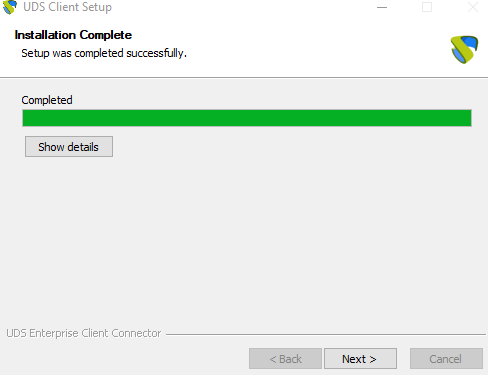 UDS Client Setup
Installation Complete
Setup was completed successfully.
Completed
Show details
UDS Enterprise Client Connector
< Back Next > Cancel